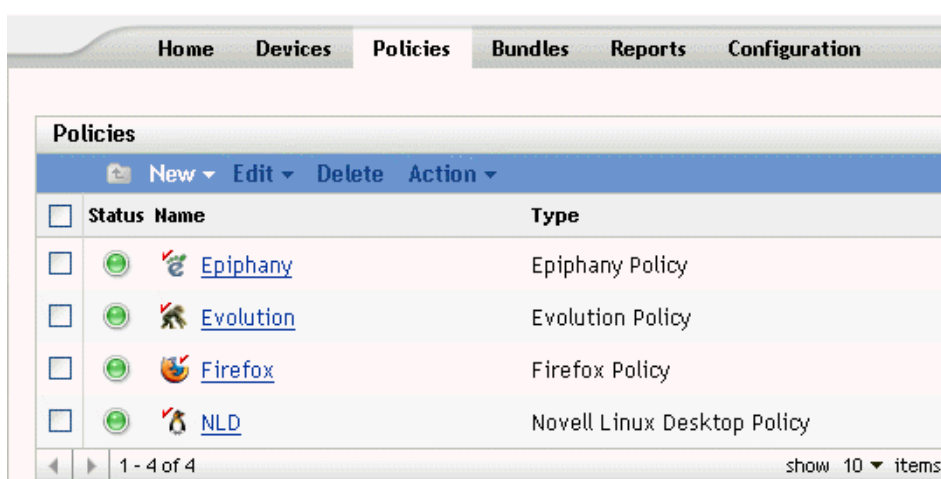 Home Devices Policies Bundles Reports Configuration
Policies
New Edit Delete Action
Status Name Type
Epiphany Epiphany Policy
Evolution Evolution Policy
Firefox Firefox Policy
NLD Novell Linux Desktop Policy
1 - 4 of 4 show 10 items